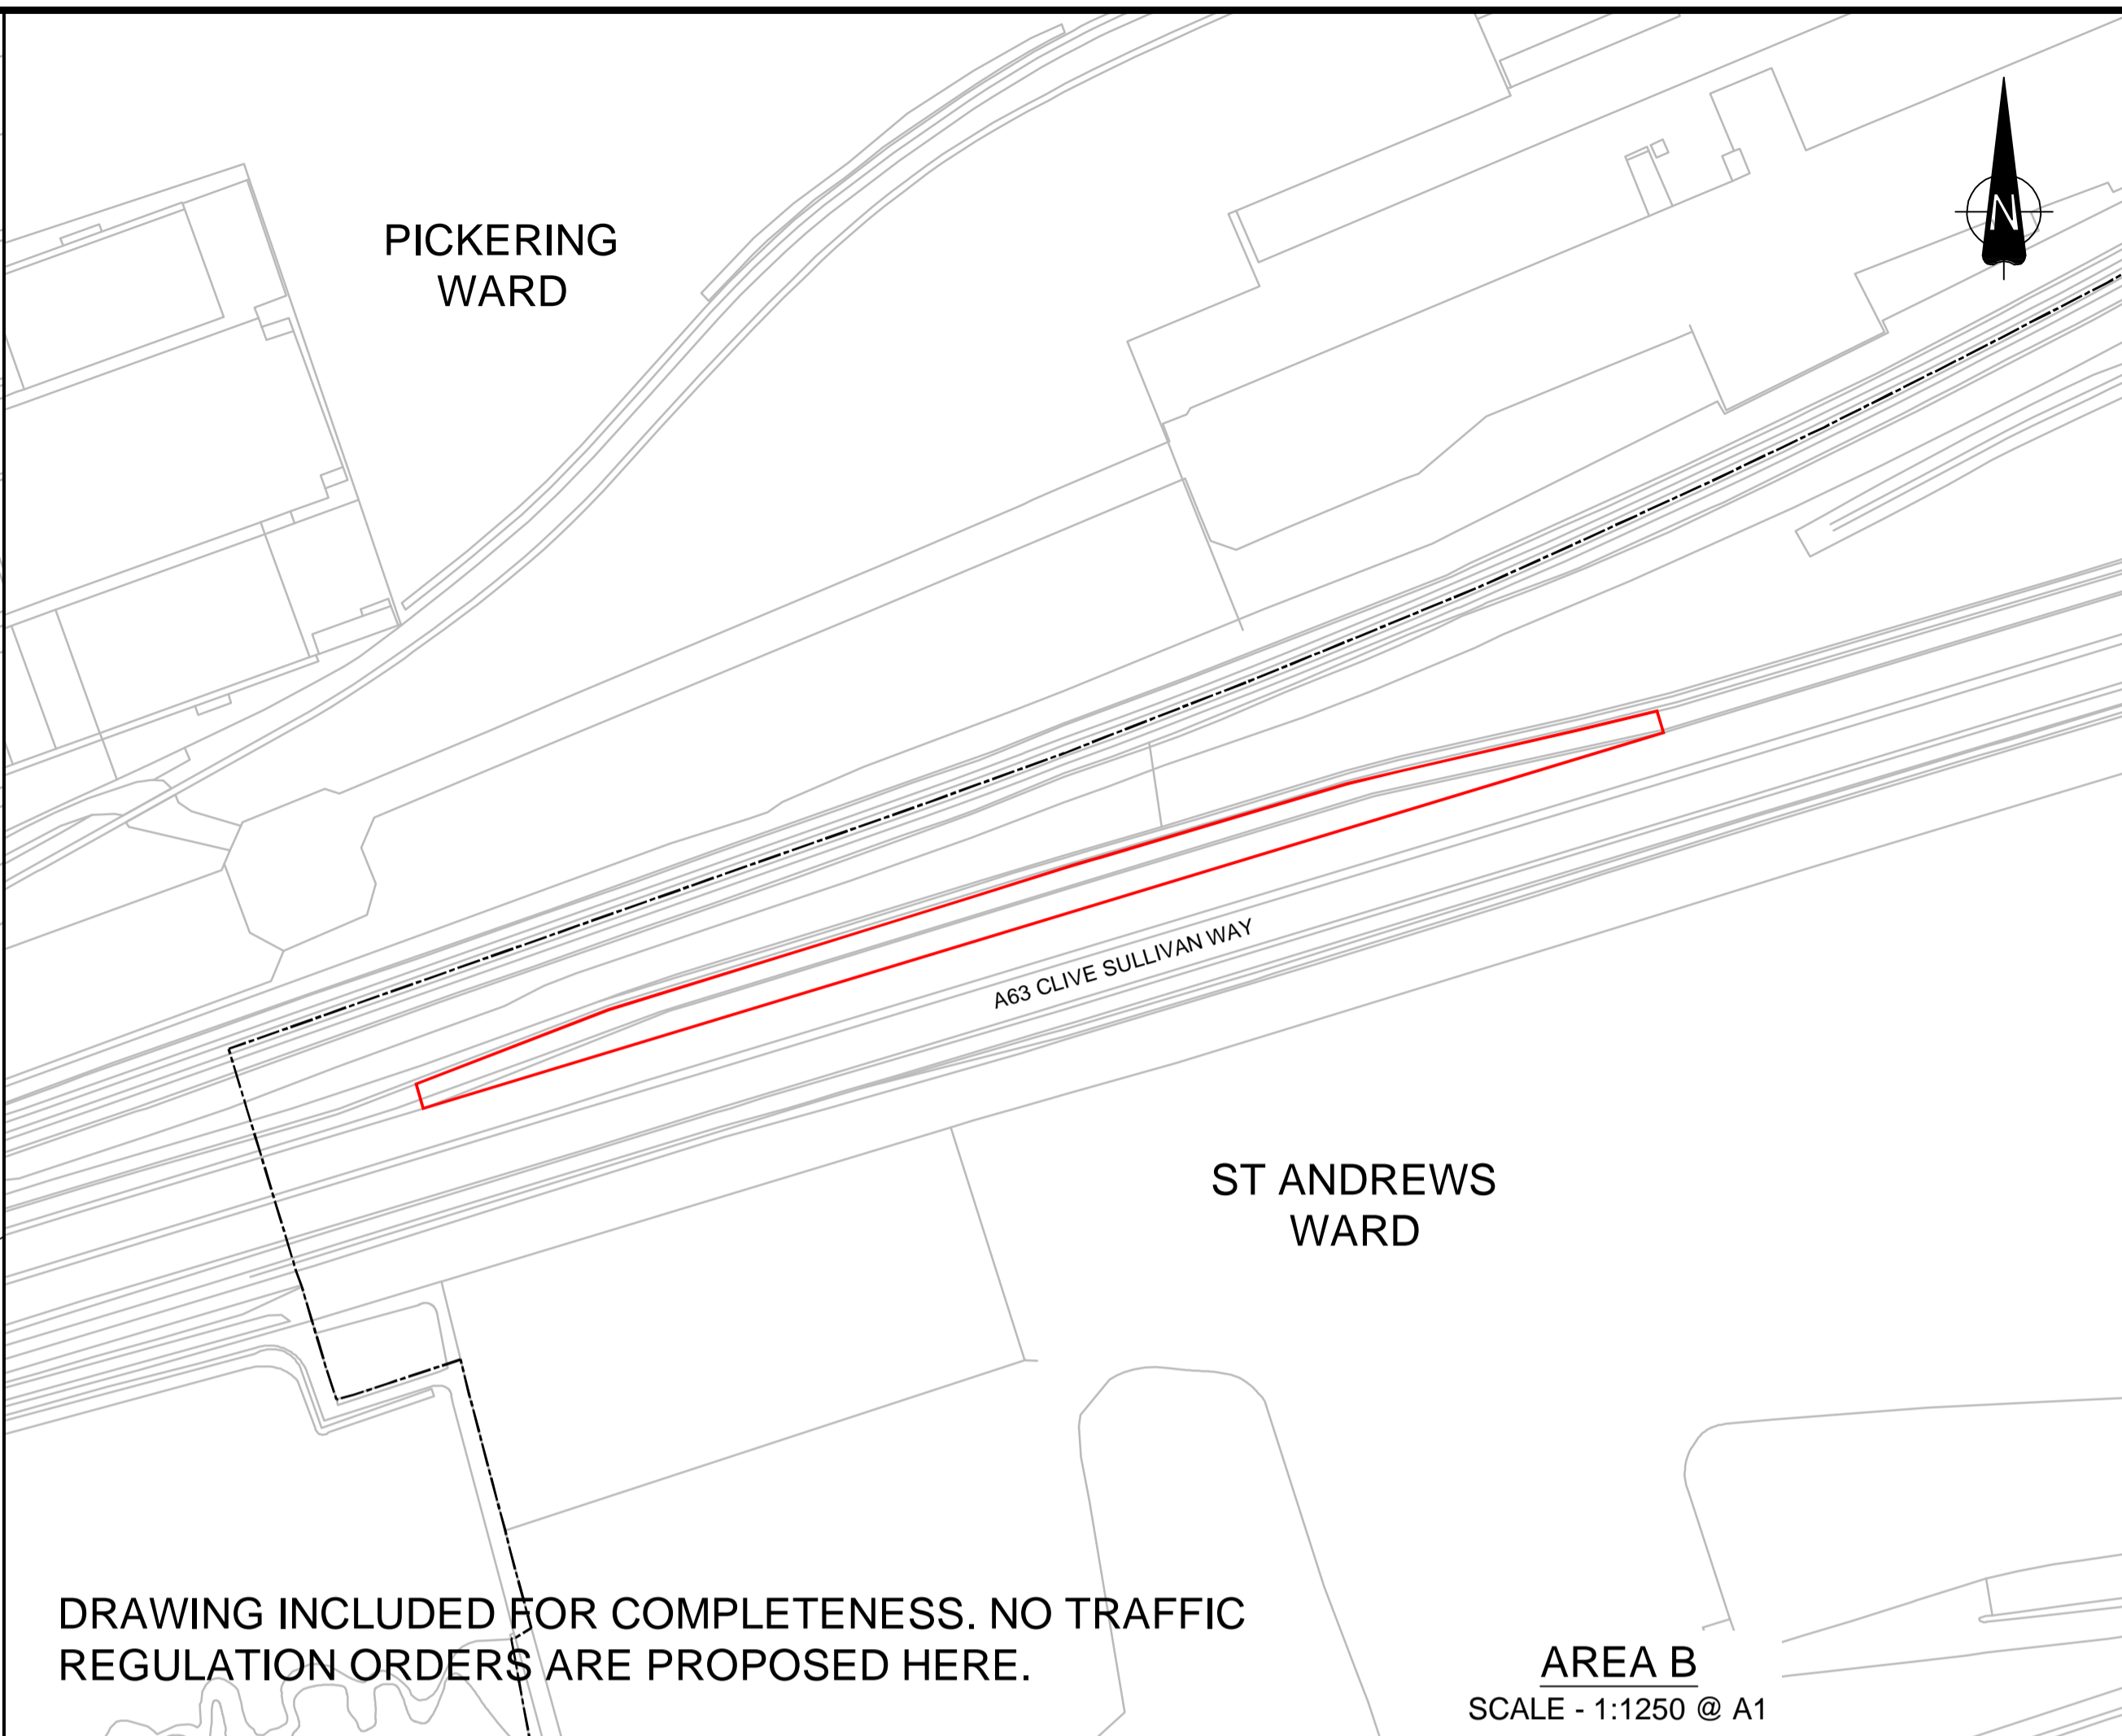 PICKERING
WARD
N
A63 CLIVE SULLIVAN WAY
ST ANDREWS
WARD
DRAWING INCLUDED FOR COMPLETENESS. NO TRAFFIC
REGULATION ORDERS ARE PROPOSED HERE.
AREA B
SCALE - 1:1250 @ A1